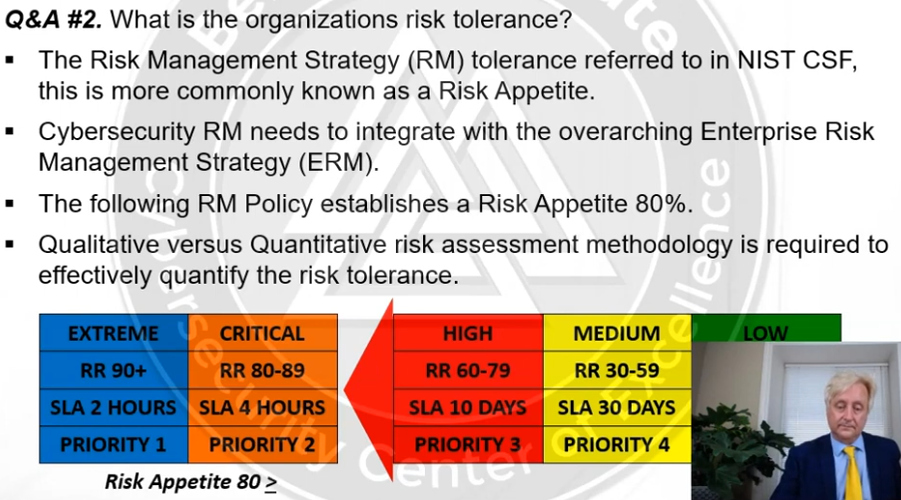 Q&A #2. What is the organizations risk tolerance?
▪ The Risk Management Strategy (RM) tolerance referred to in NIST CSF,
this is more commonly known as a Risk Appetite.
▪ Cybersecurity RM needs to integrate with the overarching Enterprise Risk
Management Strategy (ERM).
▪ The following RM Policy establishes a Risk Appetite 80%.
▪ Qualitative versus Quantitative risk assessment methodology is required to
effectively quantify the risk tolerance.
EXTREME CRITICAL HIGH MEDIUM LOW
RR 90+ RR 80-89 RR 60-79 RR 30-59
SLA 2 HOURS SLA 4 HOURS SLA 10 DAYS SLA 30 DAYS
PRIORITY 1 PRIORITY 2 PRIORITY 3 PRIORITY 4
Risk Appetite 80 >
Center of Excellence